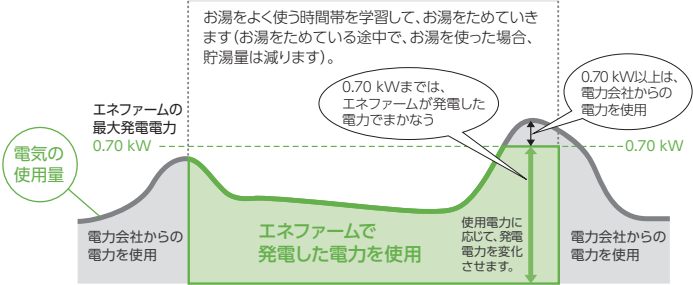 お湯をよく使う時間帯を学習して、お湯をためていき
ます（お湯をためている途中で、お湯を使った場合、
貯湯量は減ります）。
0.70 kWまでは、
エネファームが発電した
電力でまかなう
0.70 kW以上は、
電力会社からの
電力を使用
エネファームの
最大発電電力
0.70 kW
0.70 kW
電気の
使用量
電力会社からの
電力を使用
エネファームで
発電した電力を使用
使用電力に
応じて、発電
電力を変化
させます。
電力会社からの
電力を使用